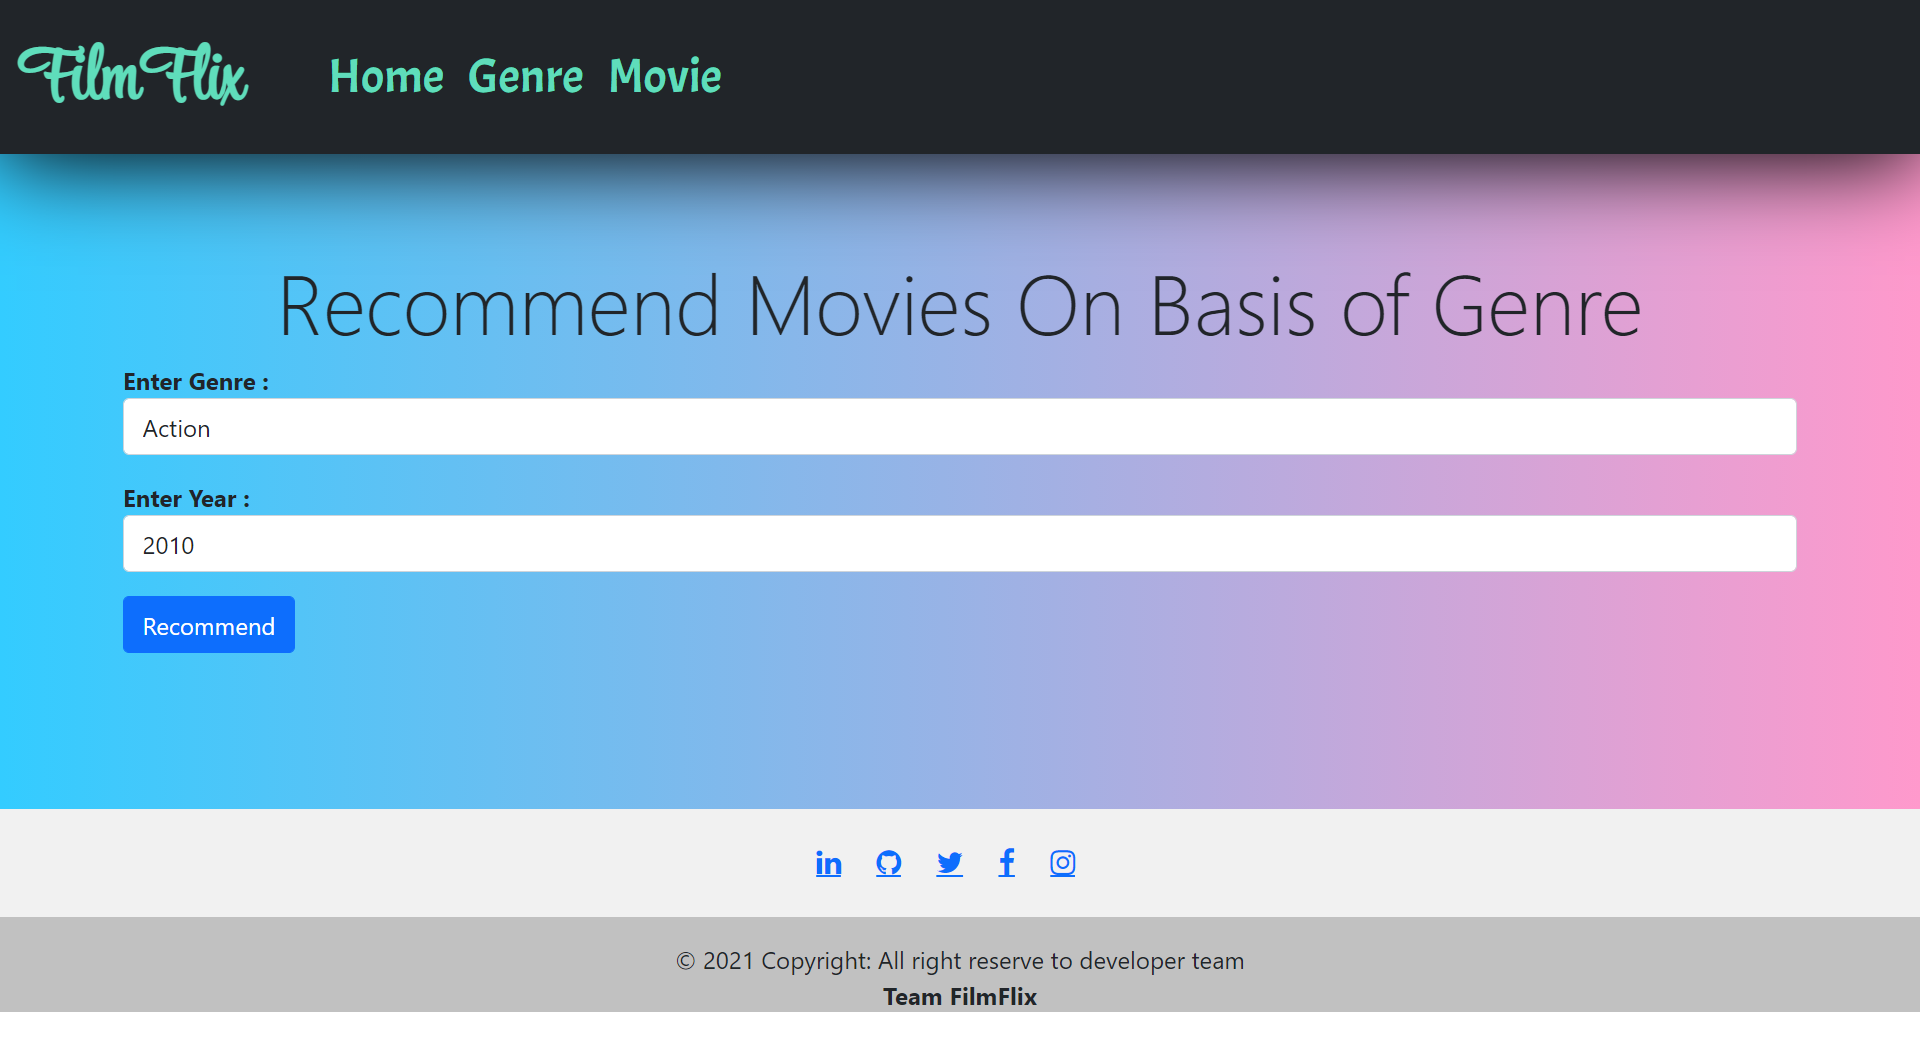 FilmFlix Home Genre Movie
Recommend Movies On Basis of Genre
Enter Genre :
Action
Enter Year :
2010
Recommend
© 2021 Copyright: All right reserve to developer team
Team FilmFlix